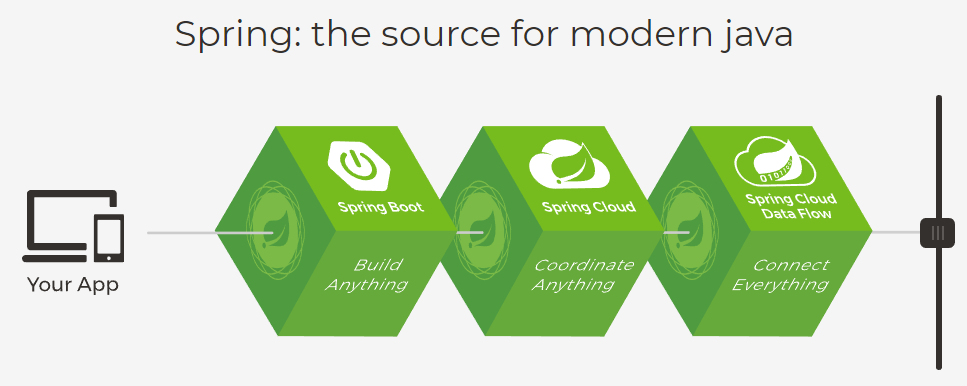 Spring: the source for modern java
Your App
Spring Boot
Build
Anything
Spring Cloud
Coordinate
Anything
01011
Spring Cloud
Data Flow
Connect
Everything